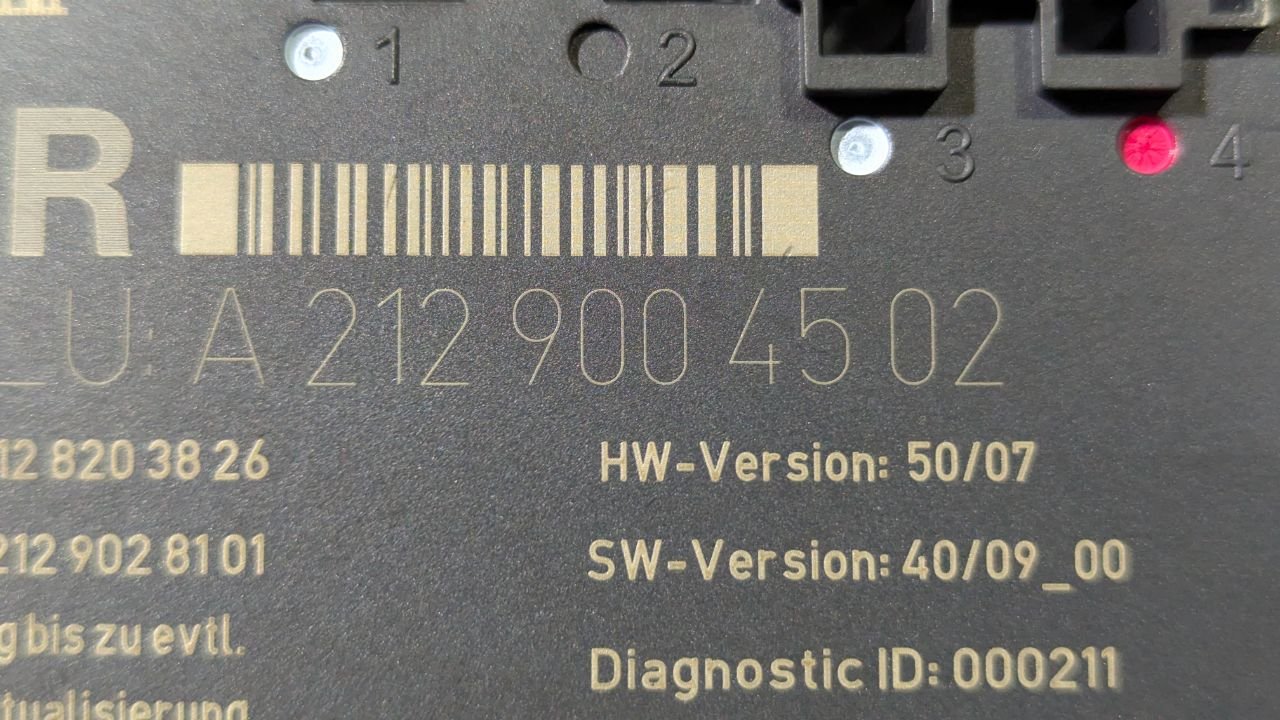 1 2
3 4
R
_U: A 212 900 45 02
12 820 38 26
HW-Version: 50/07
212 902 81 01
SW-Version: 40/09_00
g bis zu evtl.
Diagnostic ID: 000211
tualisierung